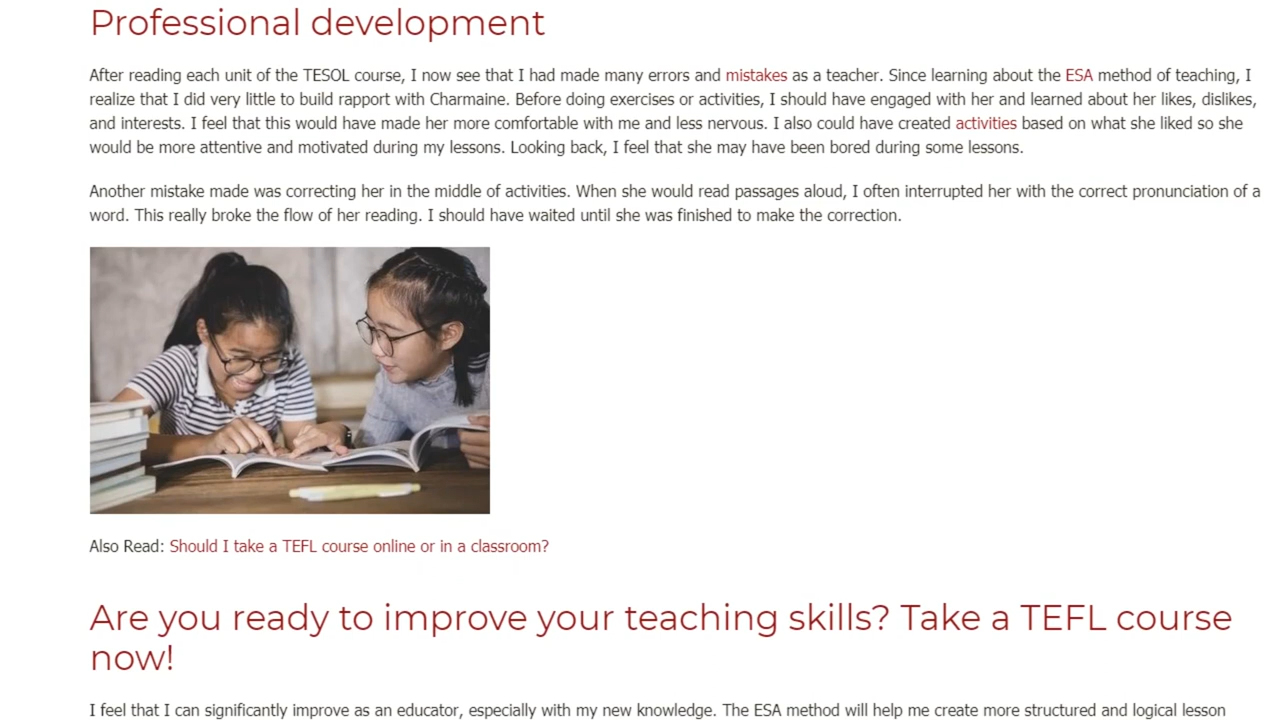 Professional development
After reading each unit of the TESOL course, I now see that I had made many errors and mistakes as a teacher. Since learning about the ESA method of teaching, I
realize that I did very little to build rapport with Charmaine. Before doing exercises or activities, I should have engaged with her and learned about her likes, dislikes,
and interests. I feel that this would have made her more comfortable with me and less nervous. I also could have created activities based on what she liked so she
would be more attentive and motivated during my lessons. Looking back, I feel that she may have been bored during some lessons.
Another mistake made was correcting her in the middle of activities. When she would read passages aloud, I often interrupted her with the correct pronunciation of a
word. This really broke the flow of her reading. I should have waited until she was finished to make the correction.
Also Read: Should I take a TEFL course online or in a classroom?
Are you ready to improve your teaching skills? Take a TEFL course
now!
I feel that I can significantly improve as an educator, especially with my new knowledge. The ESA method will help me create more structured and logical lesson